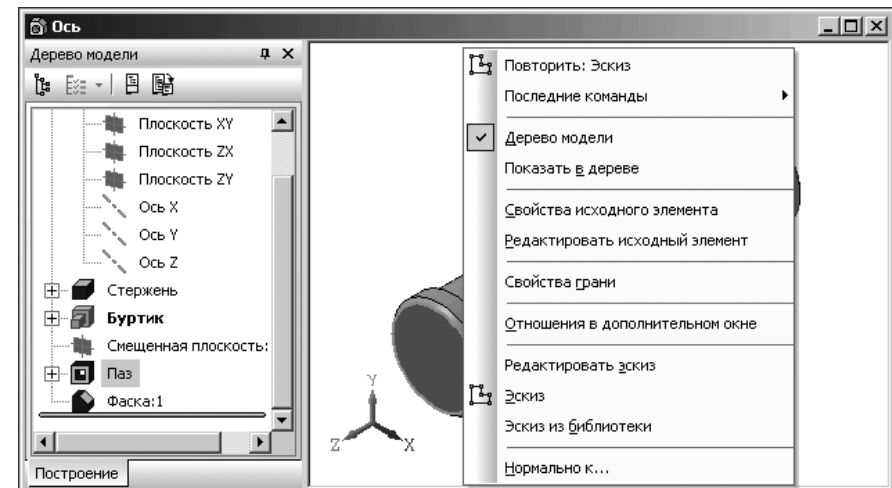 Ось
Дерево модели
Плоскость XY
Плоскость ZX
Плоскость ZY
Ось X
Ось Y
Ось Z
Стержень
Буртик
Смещенная плоскость:
Паз
Фаска:1
Построение
Y
Z
X
Повторить: Эскиз
Последние команды
Дерево модели
Показать в дереве
Свойства исходного элемента
Редактировать исходный элемент
Свойства грани
Отношения в дополнительном окне
Редактировать эскиз
Эскиз
Эскиз из библиотеки
Нормально к...